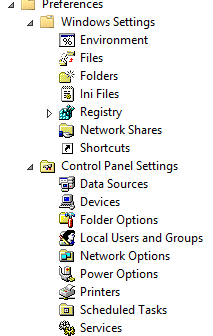 Preferences
Windows Settings
Environment
Files
Folders
Ini Files
Registry
Network Shares
Shortcuts
Control Panel Settings
Data Sources
Devices
Folder Options
Local Users and Groups
Network Options
Power Options
Printers
Scheduled Tasks
Services